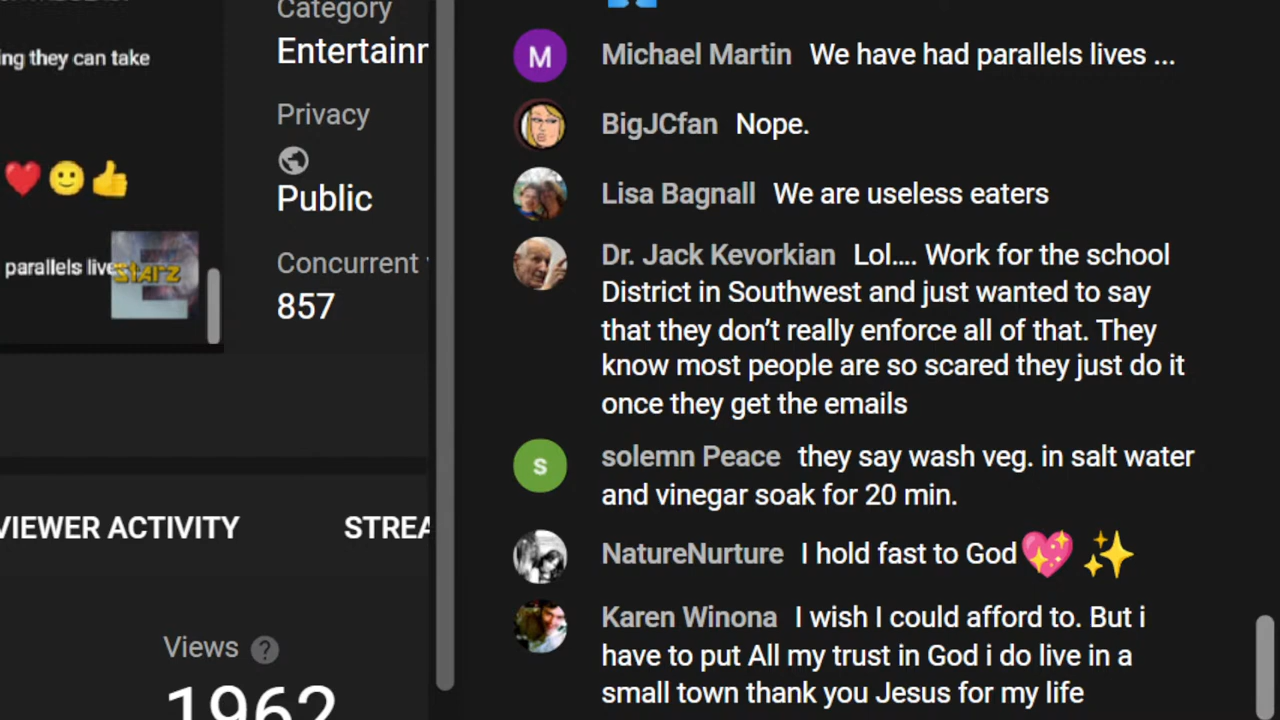 ing they can take
parallels lives
STARZ
Category
Entertainm
Privacy
Public
Concurrent
857
VIEWER ACTIVITY
STREA
Views ?
1962
M Michael Martin We have had parallels lives ...
BigJCfan Nope.
Lisa Bagnall We are useless eaters
Dr. Jack Kevorkian Lol.... Work for the school
District in Southwest and just wanted to say
that they don’t really enforce all of that. They
know most people are so scared they just do it
once they get the emails
s solemn Peace they say wash veg. in salt water
and vinegar soak for 20 min.
NatureNurture I hold fast to God
Karen Winona I wish I could afford to. But i
have to put All my trust in God i do live in a
small town thank you Jesus for my life